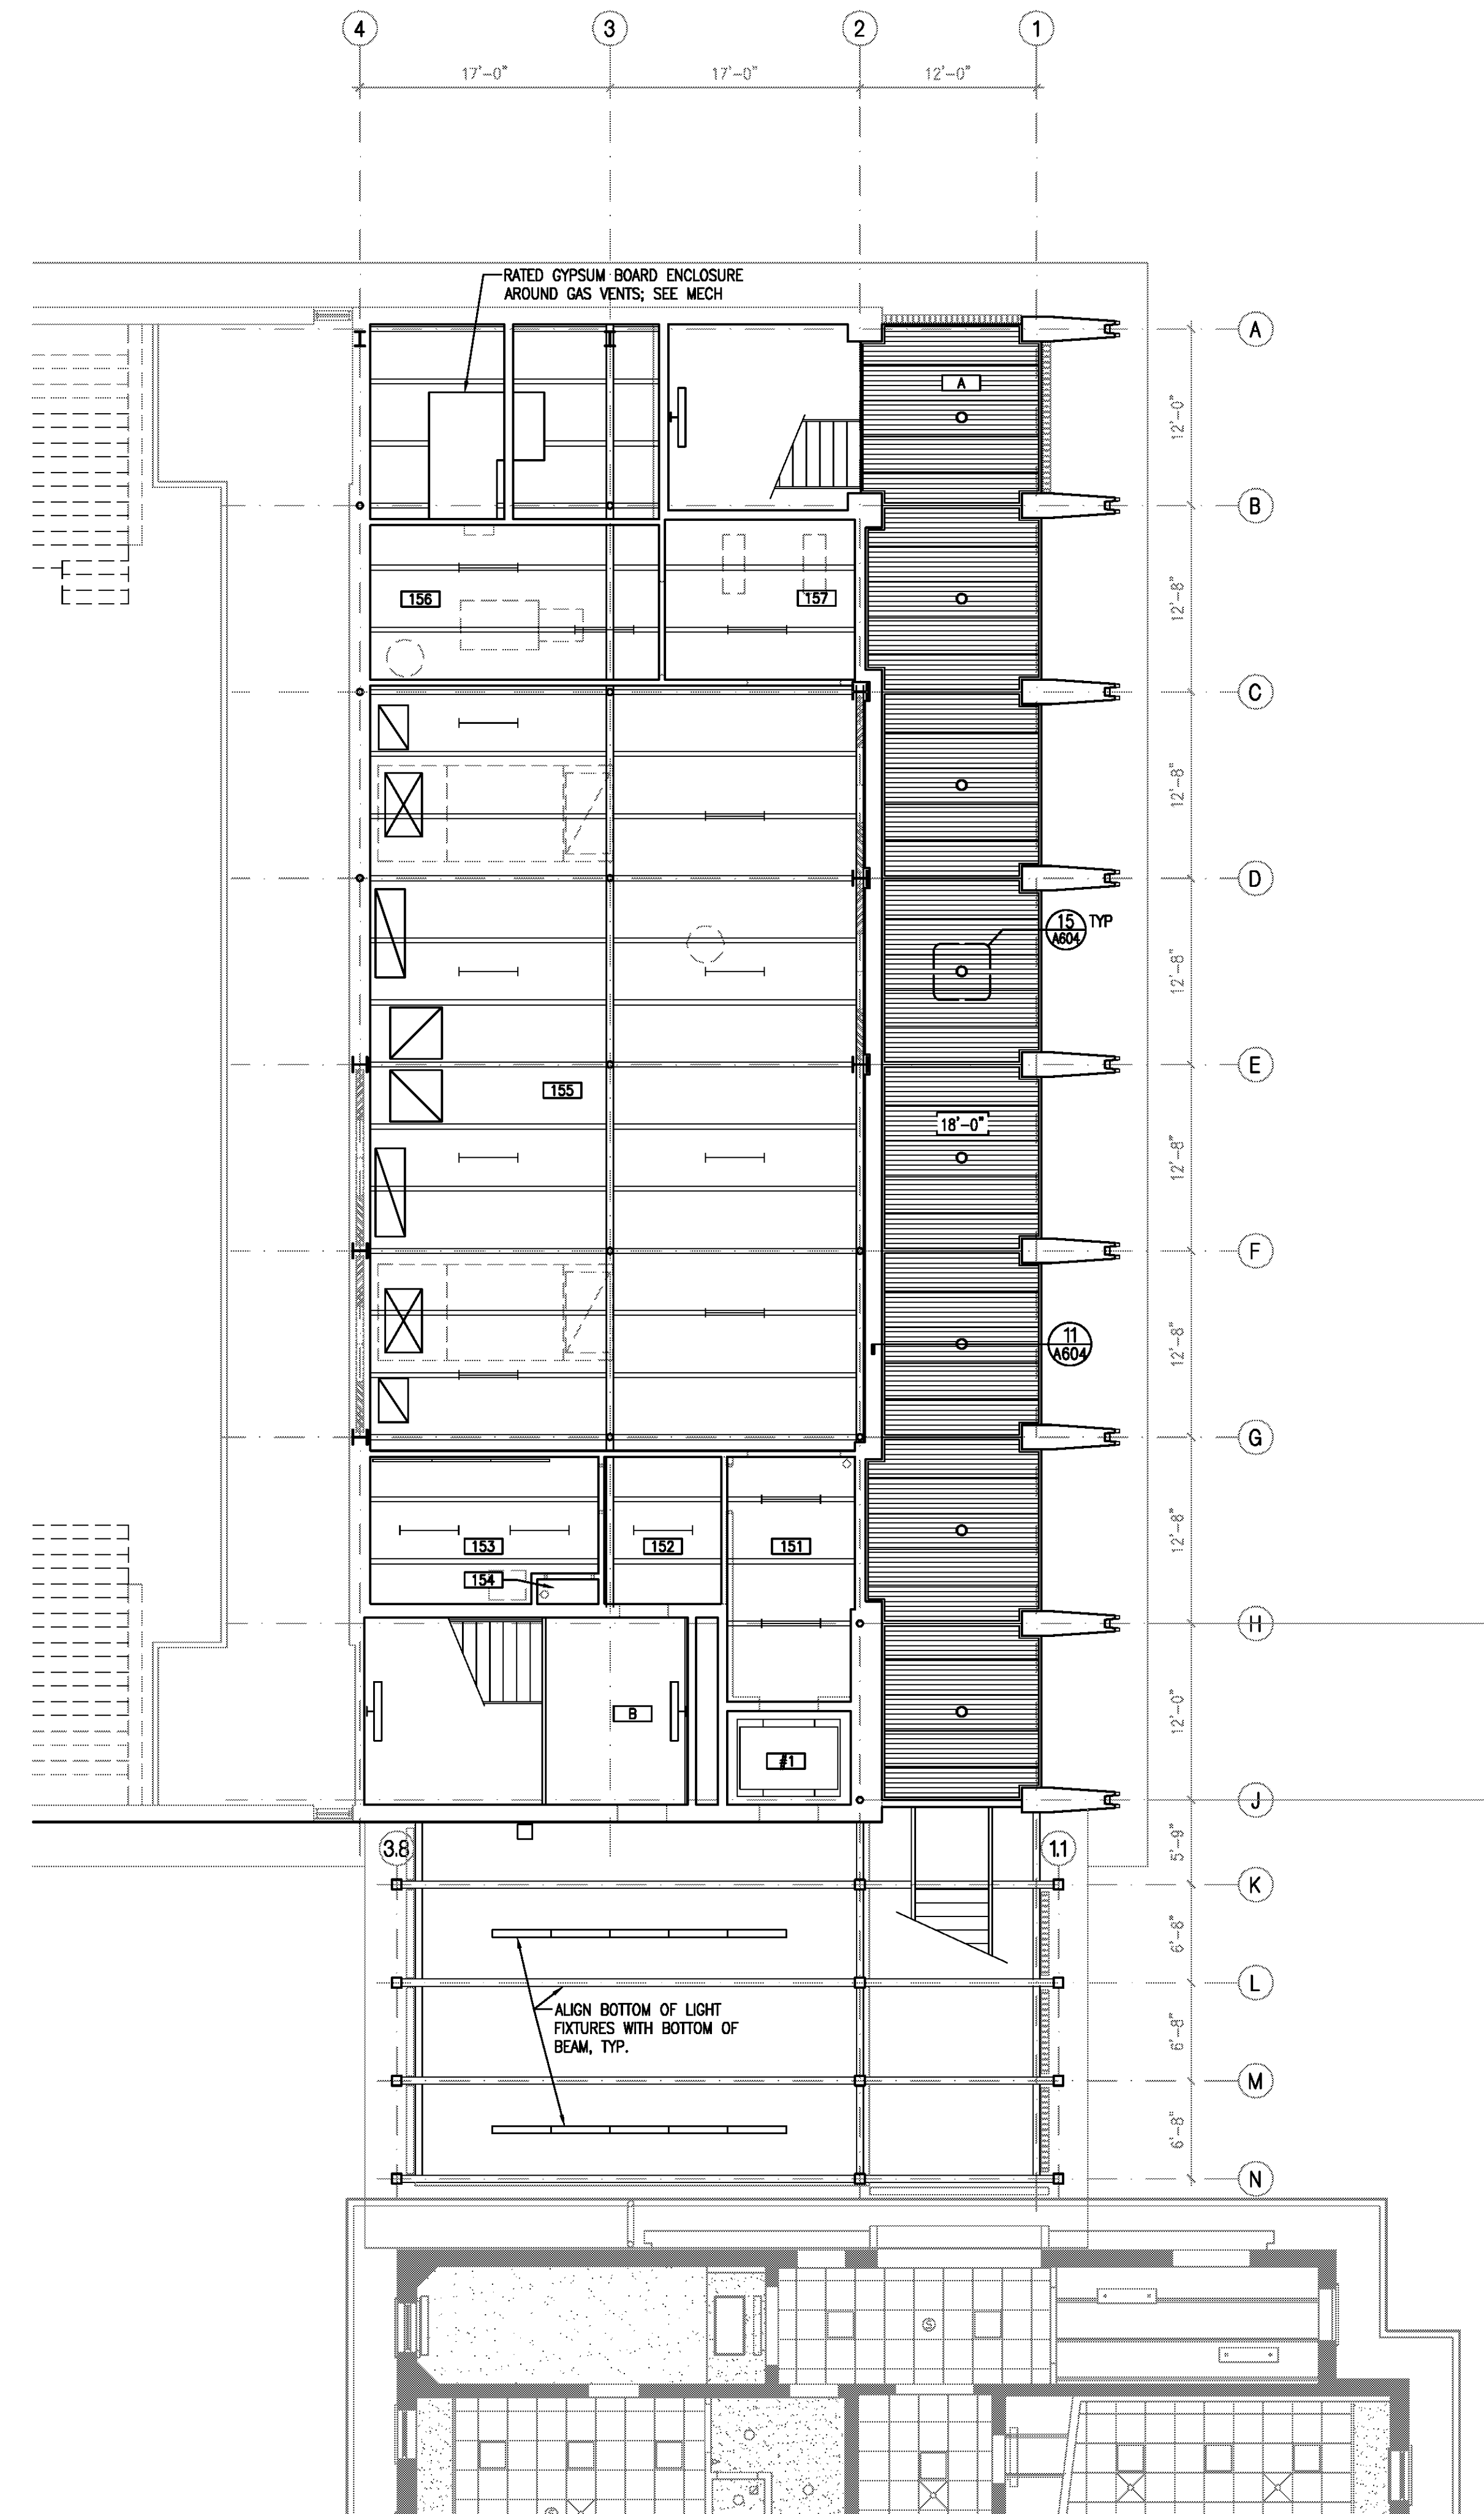 4 3 2 1
17'-0" 17'-0" 12'-0"
RATED GYPSUM BOARD ENCLOSURE
AROUND GAS VENTS; SEE MECH
A
A
12'-0"
B
156
157
12'-8"
C
12'-8"
D
15 TYP
A604
12'-8"
E
155
18'-0"
12'-8"
F
11
A604
12'-8"
G
153
152
151
154
12'-8"
H
B
12'-0"
#1
J
3.8
1.1
5'-9"
K
6'-8"
L
ALIGN BOTTOM OF LIGHT
FIXTURES WITH BOTTOM OF
BEAM, TYP.
6'-8"
M
6'-8"
N
S
S